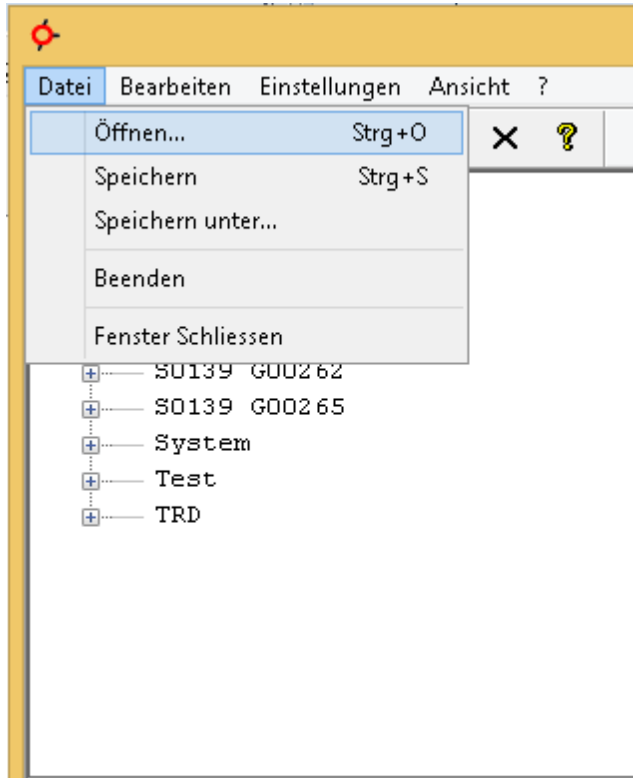 Datei Bearbeiten Einstellungen Ansicht ?
Öffnen... Strg+O
Speichern Strg+S
Speichern unter...
Beenden
Fenster Schliessen
S0139 G00262
S0139 G00265
System
Test
TRD